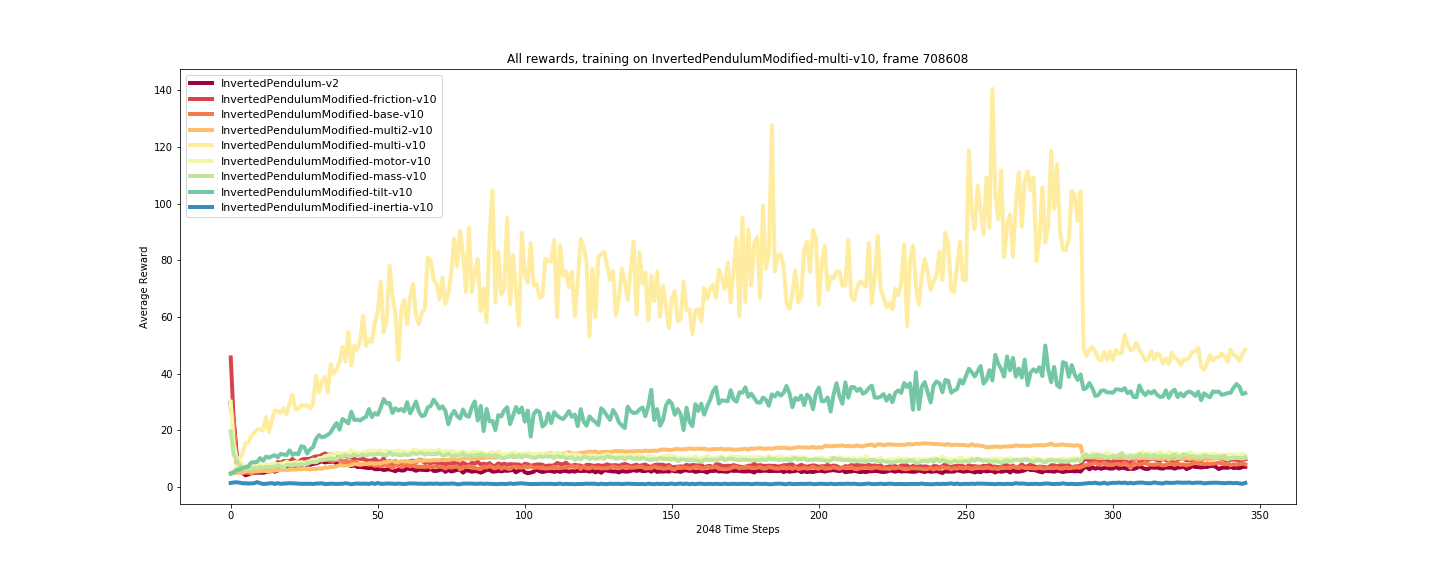 All rewards, training on InvertedPendulumModified-multi-v10, frame 708608
InvertedPendulum-v2
InvertedPendulumModified-friction-v10
InvertedPendulumModified-base-v10
InvertedPendulumModified-multi2-v10
InvertedPendulumModified-multi-v10
InvertedPendulumModified-motor-v10
InvertedPendulumModified-mass-v10
InvertedPendulumModified-tilt-v10
InvertedPendulumModified-inertia-v10
Average Reward
140
120
100
80
60
40
20
0
0 50 100 150 200 250 300 350
2048 Time Steps